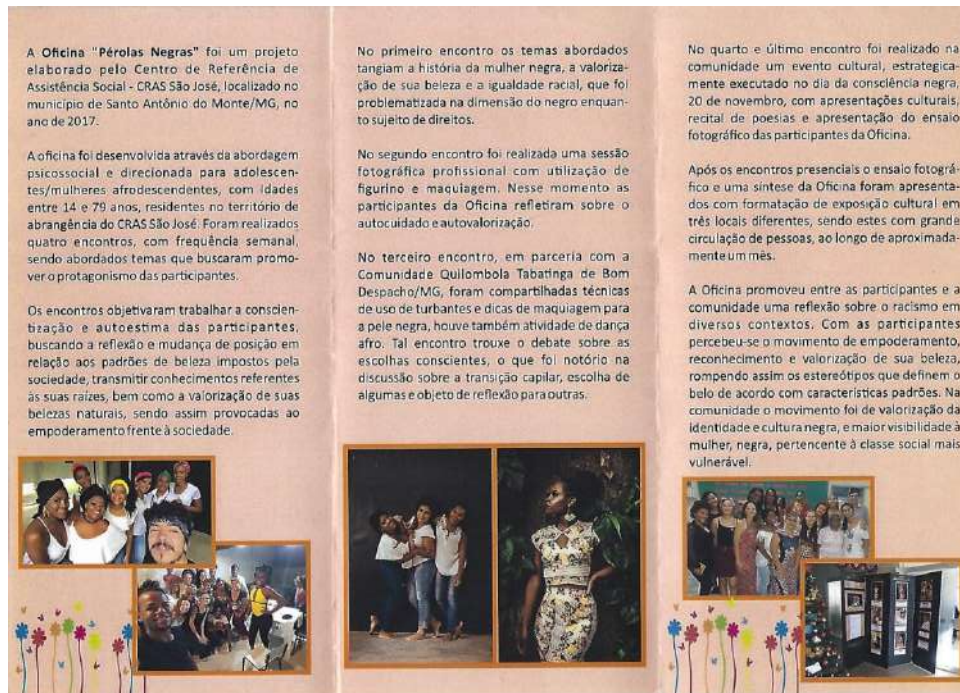 A Oficina "Pérolas Negras" foi um projeto
elaborado pelo Centro de Referência de
Assistência Social - CRAS São José, localizado no
município de Santo Antônio do Monte/MG, no
ano de 2017.
A oficina foi desenvolvida através da abordagem
psicossocial e direcionada para adolescen-
tes/mulheres afrodescendentes, com idades
entre 14 e 79 anos, residentes no território de
abrangência do CRAS São José. Foram realizados
quatro encontros, com frequência semanal,
sendo abordados temas que buscaram promo-
ver o protagonismo das participantes.
Os encontros objetivaram trabalhar a conscien-
tização e autoestima das participantes,
buscando a reflexão e mudança de posição em
relação aos padrões de beleza impostos pela
sociedade, transmitir conhecimentos referentes
às suas raízes, bem como a valorização de suas
belezas naturais, sendo assim provocadas ao
empoderamento frente à sociedade.
No primeiro encontro os temas abordados
tangiam a história da mulher negra, a valoriza-
ção de sua beleza e a igualdade racial, que foi
problematizada na dimensão do negro enquan-
to sujeito de direitos.
No segundo encontro foi realizada uma sessão
fotográfica profissional com utilização de
figurino e maquiagem. Nesse momento as
participantes da Oficina refletiram sobre o
autocuidado e autovalorização.
No terceiro encontro, em parceria com a
Comunidade Quilombola Tabatinga de Bom
Despacho/MG, foram compartilhadas técnicas
de uso de turbantes e dicas de maquiagem para
a pele negra, houve também atividade de dança
afro. Tal encontro trouxe o debate sobre as
escolhas conscientes, o que foi notório na
discussão sobre a transição capilar, escolha de
algumas e objeto de reflexão para outras.
No quarto e último encontro foi realizado na
comunidade um evento cultural, estrategica-
mente executado no dia da consciência negra,
20 de novembro, com apresentações culturais,
recital de poesias e apresentação do ensaio
fotográfico das participantes da Oficina.
Após os encontros presenciais o ensaio fotográ-
fico e uma síntese da Oficina foram apresenta-
dos com formatação de exposição cultural em
três locais diferentes, sendo estes com grande
circulação de pessoas, ao longo de aproximada-
mente um mês.
A Oficina promoveu entre as participantes e a
comunidade uma reflexão sobre o racismo em
diversos contextos. Com as participantes
percebeu-se o movimento de empoderamento,
reconhecimento e valorização de sua beleza,
rompendo assim os estereótipos que definem o
belo de acordo com características padrões. Na
comunidade o movimento foi de valorização da
identidade e cultura negra, e maior visibilidade à
mulher, negra, pertencente à classe social mais
vulnerável.